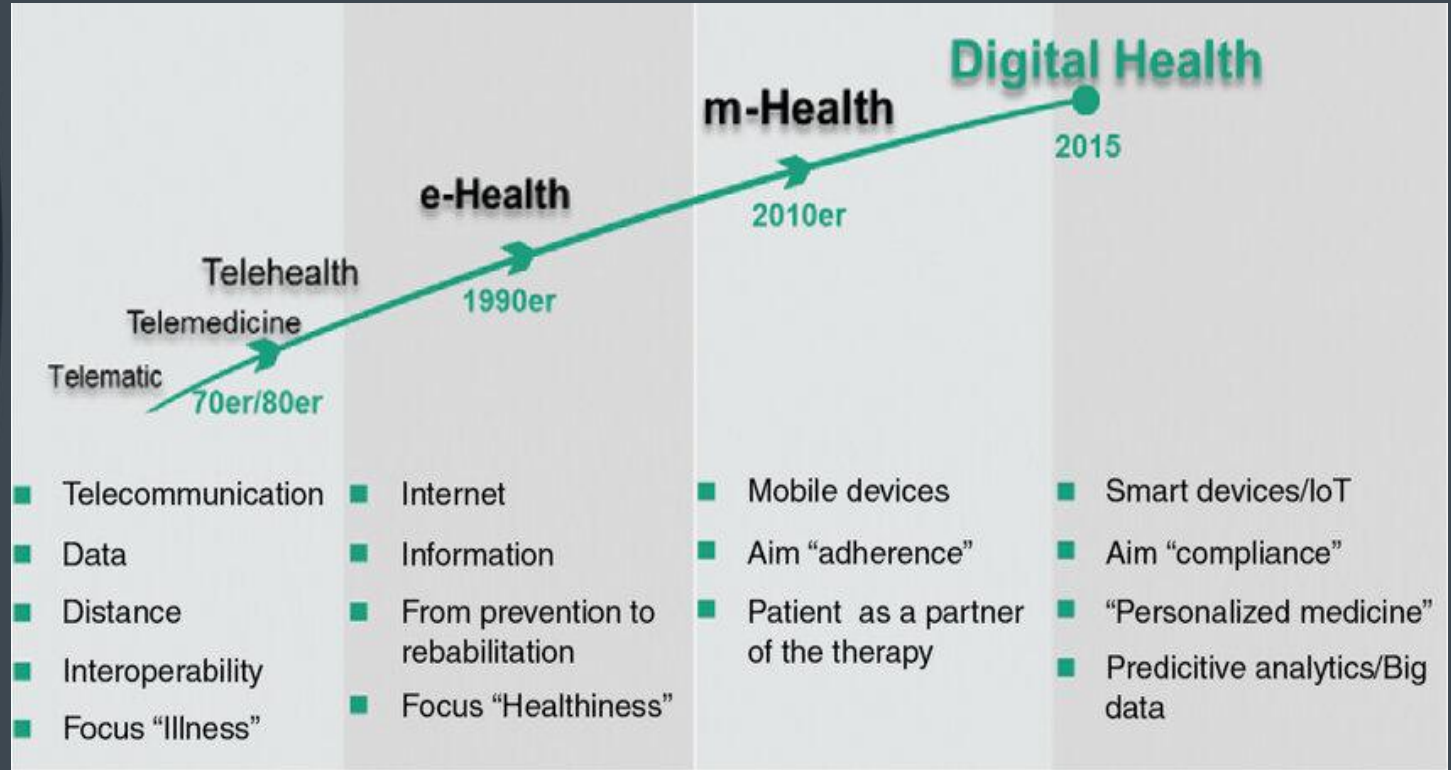 Digital Health
m-Health
2015
e-Health
2010er
Telehealth
1990er
Telemedicine
Telematic
70er/80er
Telecommunication
Data
Distance
Interoperability
Focus “Illness”
Internet
Information
From prevention to
rebabilitation
Focus “Healthiness”
Mobile devices
Aim “adherence”
Patient as a partner
of the therapy
Smart devices/IoT
Aim “compliance”
“Personalized medicine”
Predicitive analytics/Big
data